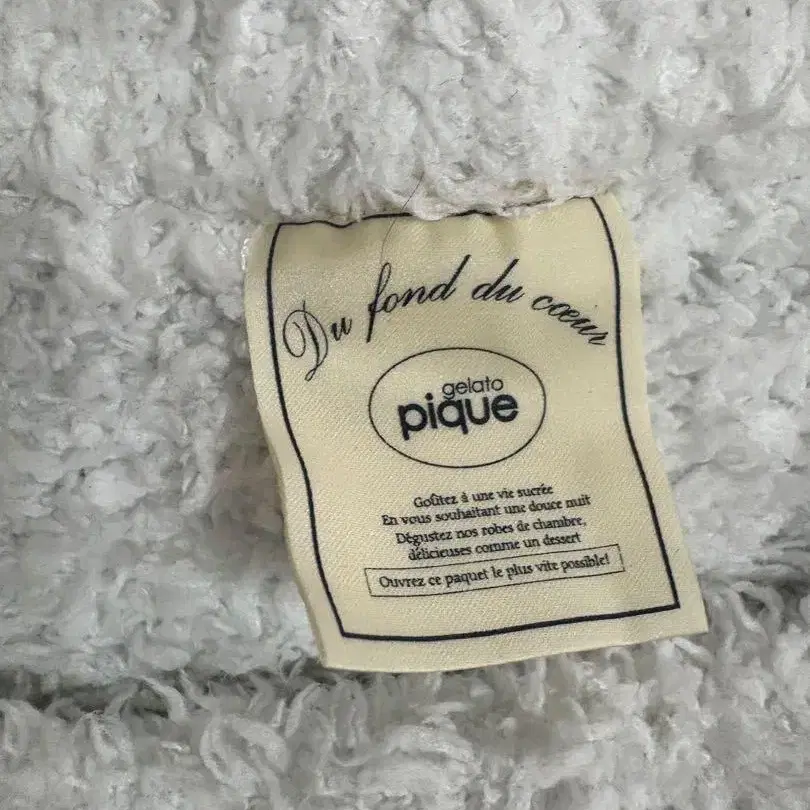 Du fond du cœur
gelato
pique
Goûtez à une vie sucrée
En vous souhaitant une douce nuit
Dégustez nos robes de chambre,
délicieuses comme un dessert
Ouvrez ce paquet le plus vite possible!